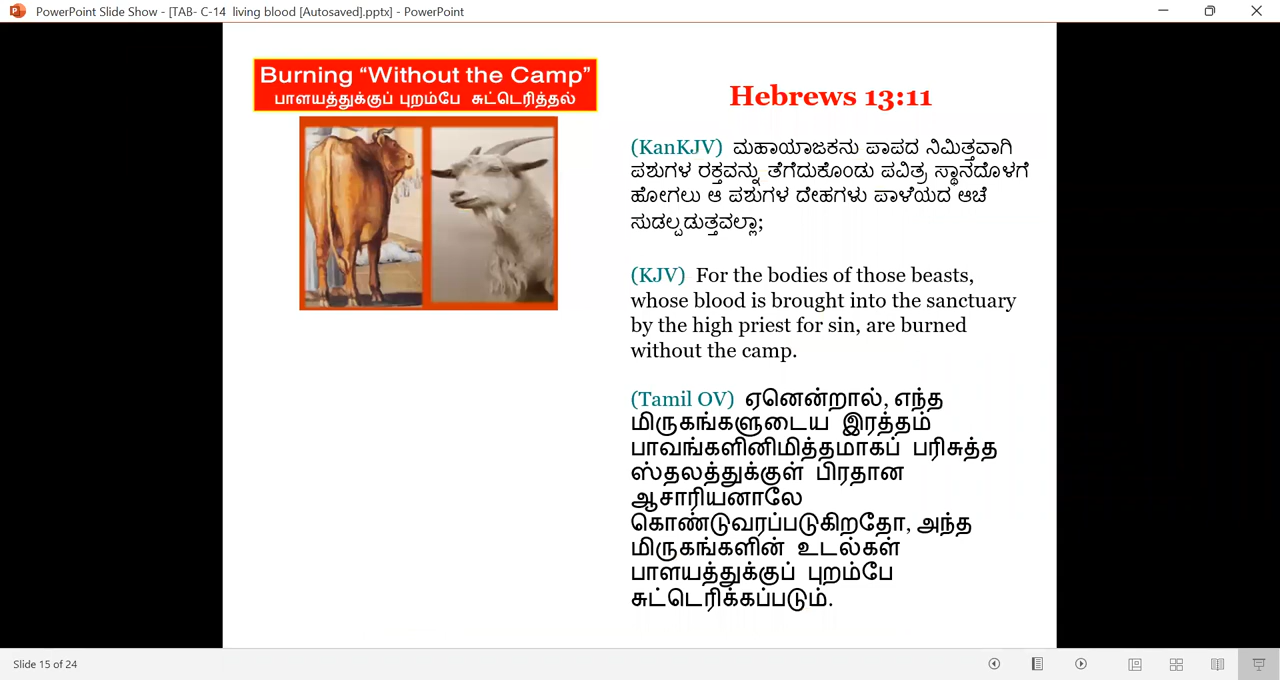 PowerPoint Slide Show - [TAB- C-14  living blood [Autosaved].pptx] - PowerPoint
Burning “Without the Camp”
பாளயத்துக்குப் புறம்பே சுட்டெரித்தல்
Hebrews 13:11
(KanKJV) ಮಹಾಯಾಜಕನು ಪಾಪದ ನಿಮಿತ್ತವಾಗಿ
ಪಶುಗಳ ರಕ್ತವನ್ನು ತೆಗೆದುಕೊಂಡು ಪವಿತ್ರ ಸ್ಥಾನದೊಳಗೆ
ಹೋಗಲು ಆ ಪಶುಗಳ ದೇಹಗಳು ಪಾಳೆಯದ ಆಚೆ
ಸುಡಲ್ಪಡುತ್ತವಲ್ಲಾ;
(KJV) For the bodies of those beasts,
whose blood is brought into the sanctuary
by the high priest for sin, are burned
without the camp.
(Tamil OV) ஏனென்றால், எந்த
மிருகங்களுடைய இரத்தம்
பாவங்களினிமித்தமாகப் பரிசுத்த
ஸ்தலத்துக்குள் பிரதான
ஆசாரியனாலே
கொண்டுவரப்படுகிறதோ, அந்த
மிருகங்களின் உடல்கள்
பாளயத்துக்குப் புறம்பே
சுட்டெரிக்கப்படும்.
Slide 15 of 24